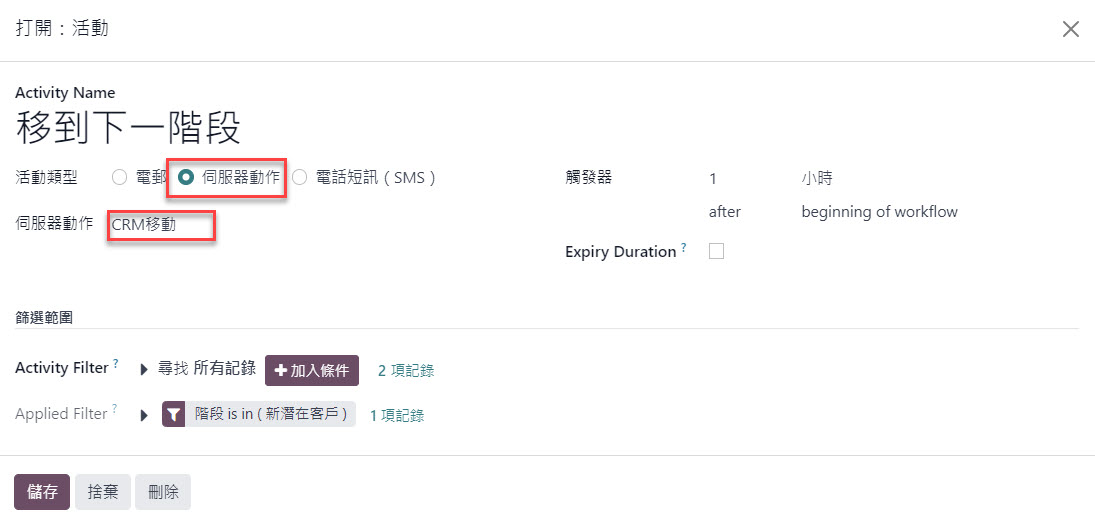 打開：活動
Activity Name
移到下一階段
活動類型 電郵 伺服器動作 電話短訊 ( SMS )
伺服器動作 CRM移動
觸發器 1 小時
after beginning of workflow
Expiry Duration ?
篩選範圍
Activity Filter ? 尋找 所有記錄 加入條件 2 項記錄
Applied Filter ? 階段 is in ( 新潛在客戶 ) 1 項記錄
儲存 捨棄 刪除